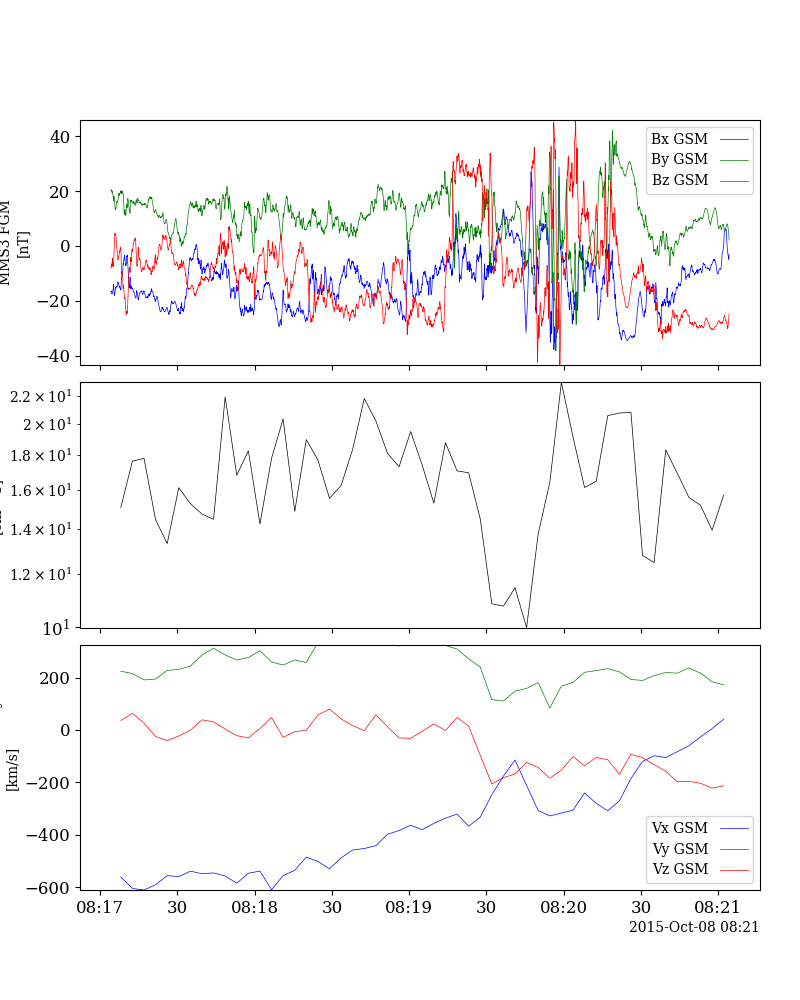 40
20
0
−20
−40
MMS3 FGM
[nT]
Bx GSM
By GSM
Bz GSM
2.2 × 10¹
2 × 10¹
1.8 × 10¹
1.6 × 10¹
1.4 × 10¹
1.2 × 10¹
10¹
200
0
−200
−400
−600
[km/s]
Vx GSM
Vy GSM
Vz GSM
08:17 30 08:18 30 08:19 30 08:20 30 08:21
2015-Oct-08 08:21